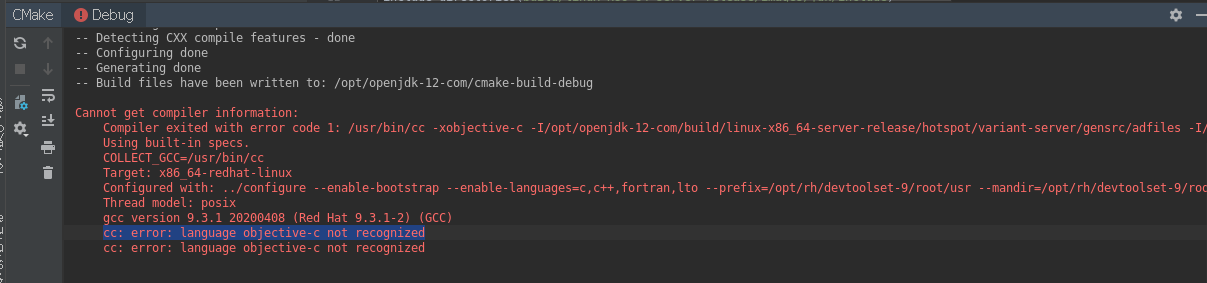 CMake Debug
-- Detecting CXX compile features - done
-- Configuring done
-- Generating done
-- Build files have been written to: /opt/openjdk-12-com/cmake-build-debug
Cannot get compiler information:
Compiler exited with error code 1: /usr/bin/cc -xobjective-c -I/opt/openjdk-12-com/build/linux-x86_64-server-release/hotspot/variant-server/gensrc/adfiles -I/
Using built-in specs.
COLLECT_GCC=/usr/bin/cc
Target: x86_64-redhat-linux
Configured with: ../configure --enable-bootstrap --enable-languages=c,c++,fortran,lto --prefix=/opt/rh/devtoolset-9/root/usr --mandir=/opt/rh/devtoolset-9/roo
Thread model: posix
gcc version 9.3.1 20200408 (Red Hat 9.3.1-2) (GCC)
cc: error: language objective-c not recognized
cc: error: language objective-c not recognized